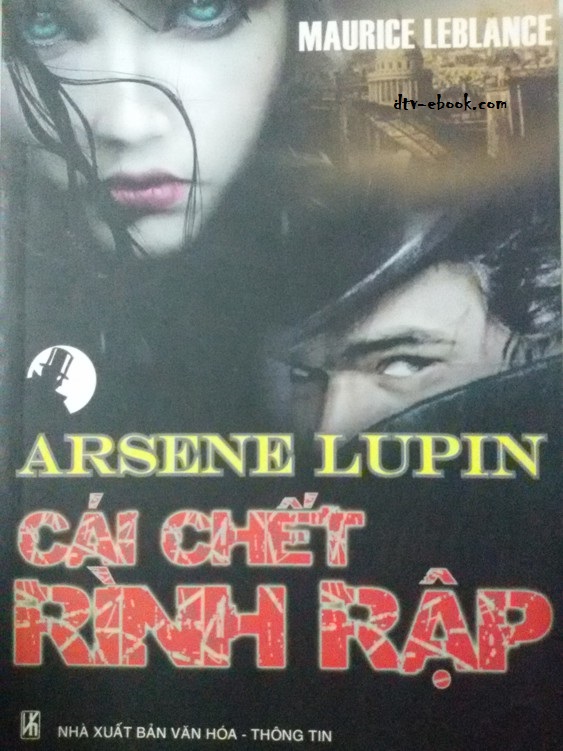 MAURICE LEBLANCE
dtv-ebook.com
ARSENE LUPIN
CÁI CHẾT
RÌNH RẬP
NHÀ XUẤT BẢN VĂN HÓA - THÔNG TIN